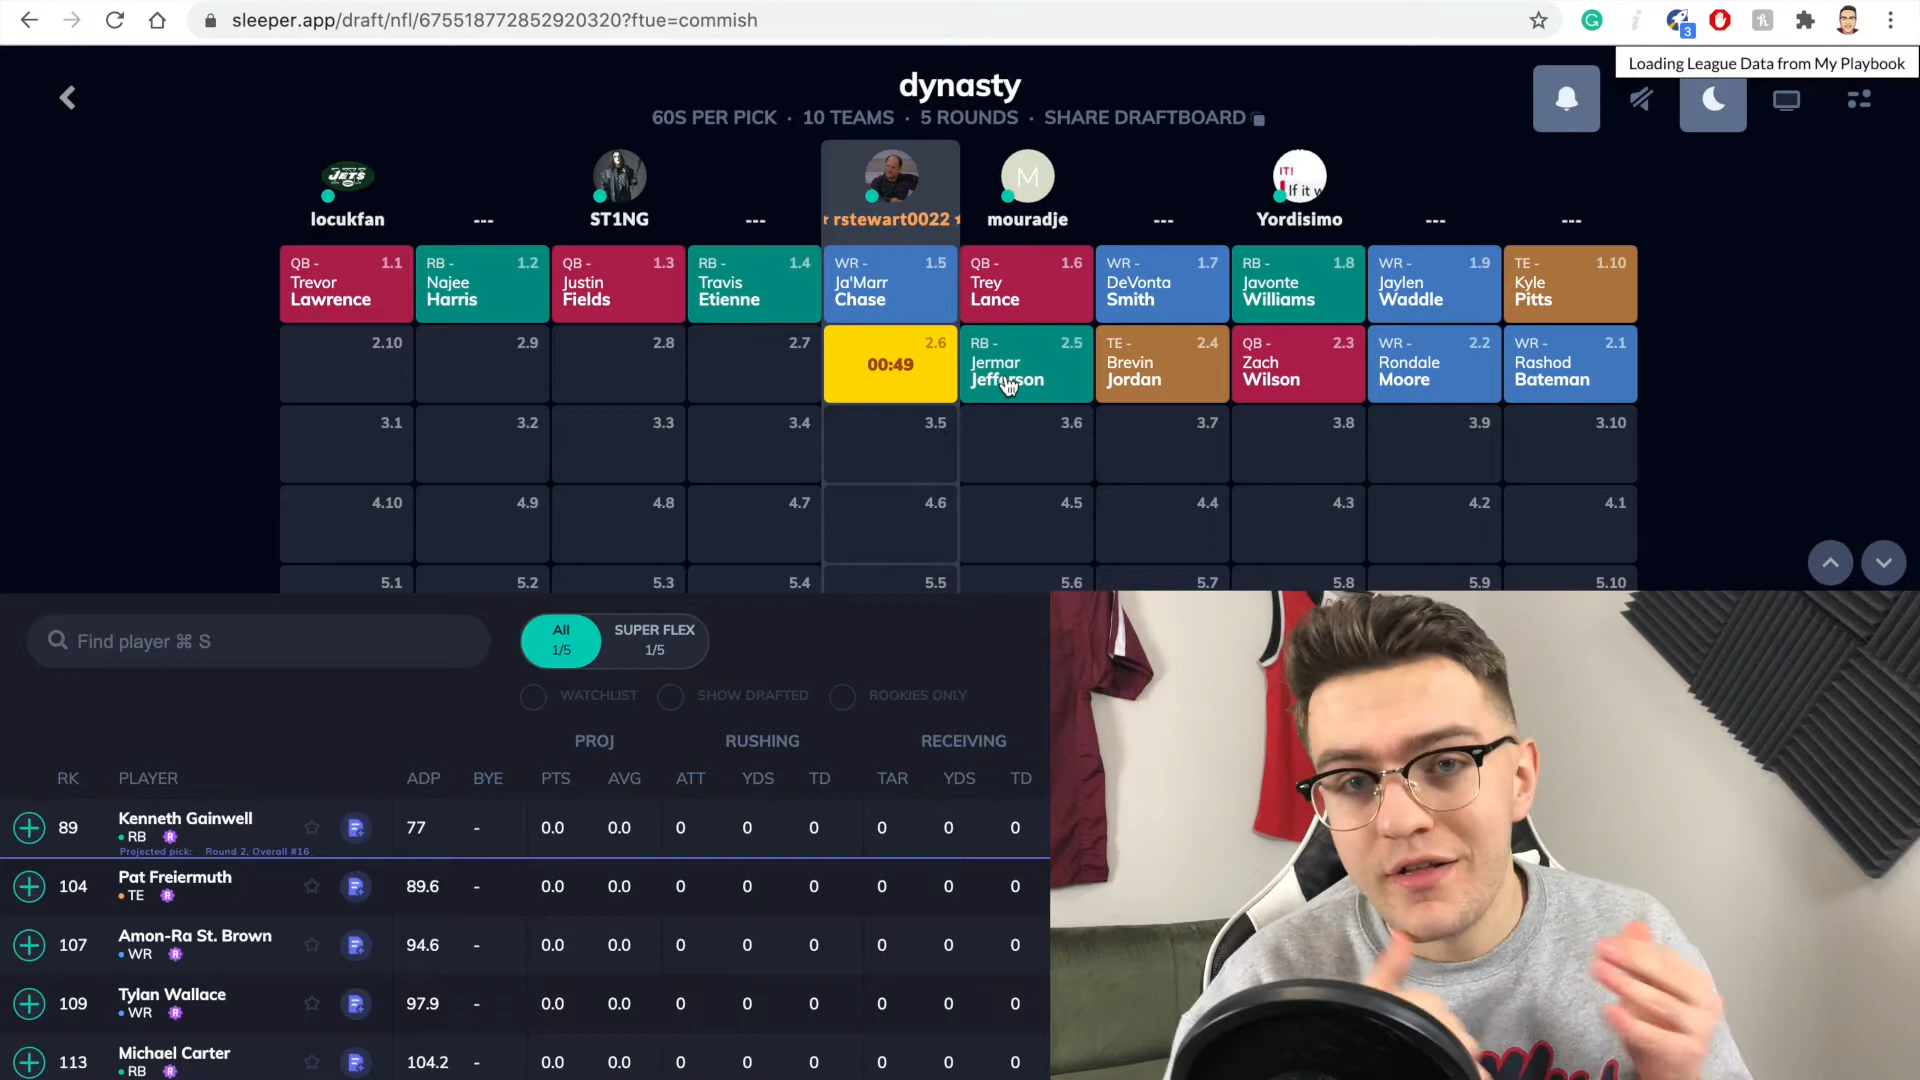 sleeper.app/draft/nfl/675518772852920320?ftue=commish
3
Loading League Data from My Playbook
dynasty
60S PER PICK · 10 TEAMS · 5 ROUNDS · SHARE DRAFTBOARD
JETS
M
IT!
If it w
locukfan --- ST1NG --- rstewart0022 mouradje --- Yordisimo --- ---
QB - 1.1 RB - 1.2 QB - 1.3 RB - 1.4 WR - 1.5 QB - 1.6 WR - 1.7 RB - 1.8 WR - 1.9 TE - 1.10
Trevor Najee Justin Travis Ja'Marr Trey DeVonta Javonte Jaylen Kyle
Lawrence Harris Fields Etienne Chase Lance Smith Williams Waddle Pitts
2.10 2.9 2.8 2.7 2.6 RB - 2.5 TE - 2.4 QB - 2.3 WR - 2.2 WR - 2.1
00:49 Jermar Brevin Zach Rondale Rashod
Jefferson Jordan Wilson Moore Bateman
3.1 3.2 3.3 3.4 3.5 3.6 3.7 3.8 3.9 3.10
4.10 4.9 4.8 4.7 4.6 4.5 4.4 4.3 4.2 4.1
5.1 5.2 5.3 5.4 5.5 5.6 5.7 5.8 5.9 5.10
Find player ⌘ S
All SUPER FLEX
1/5 1/5
WATCHLIST SHOW DRAFTED ROOKIES ONLY
PROJ RUSHING RECEIVING
RK PLAYER ADP BYE PTS AVG ATT YDS TD TAR YDS TD
89 Kenneth Gainwell 77 - 0.0 0.0 0 0 0 0 0 0
RB R
Projected pick: Round 2, Overall #16
104 Pat Freiermuth 89.6 - 0.0 0.0 0 0 0 0 0 0
TE R
107 Amon-Ra St. Brown 94.6 - 0.0 0.0 0 0 0 0 0 0
WR R
109 Tylan Wallace 97.9 - 0.0 0.0 0 0 0 0 0 0
WR R
113 Michael Carter 104.2 - 0.0 0.0 0 0 0 0 0 0
RB R